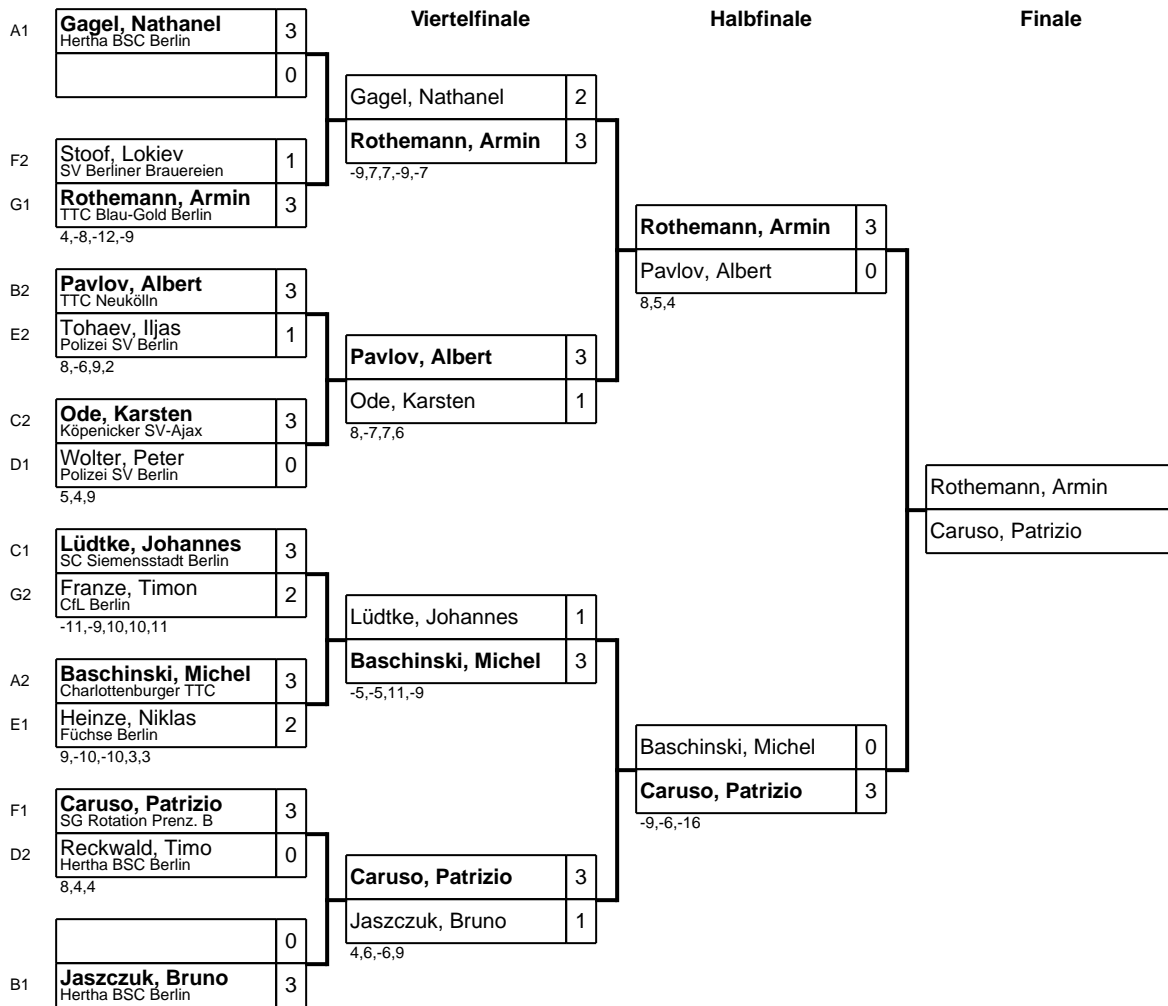 Viertelfinale Halbfinale Finale
A1 Gagel, Nathanel 3
Hertha BSC Berlin
0
Gagel, Nathanel 2
Rothemann, Armin 3
-9,7,7,-9,-7
F2 Stoof, Lokiev 1
SV Berliner Brauereien
G1 Rothemann, Armin 3
TTC Blau-Gold Berlin
4,-8,-12,-9
Rothemann, Armin 3
Pavlov, Albert 0
8,5,4
B2 Pavlov, Albert 3
TTC Neukölln
E2 Tohaev, Iljas 1
Polizei SV Berlin
8,-6,9,2
Pavlov, Albert 3
Ode, Karsten 1
8,-7,7,6
C2 Ode, Karsten 3
Köpenicker SV-Ajax
D1 Wolter, Peter 0
Polizei SV Berlin
5,4,9
Rothemann, Armin
Caruso, Patrizio
C1 Lüdtke, Johannes 3
SC Siemensstadt Berlin
G2 Franze, Timon 2
CfL Berlin
-11,-9,10,10,11
Lüdtke, Johannes 1
Baschinski, Michel 3
-5,-5,11,-9
A2 Baschinski, Michel 3
Charlottenburger TTC
E1 Heinze, Niklas 2
Füchse Berlin
9,-10,-10,3,3
Baschinski, Michel 0
Caruso, Patrizio 3
-9,-6,-16
F1 Caruso, Patrizio 3
SG Rotation Prenz. B
D2 Reckwald, Timo 0
Hertha BSC Berlin
8,4,4
Caruso, Patrizio 3
Jaszczuk, Bruno 1
4,6,-6,9
0
B1 Jaszczuk, Bruno 3
Hertha BSC Berlin